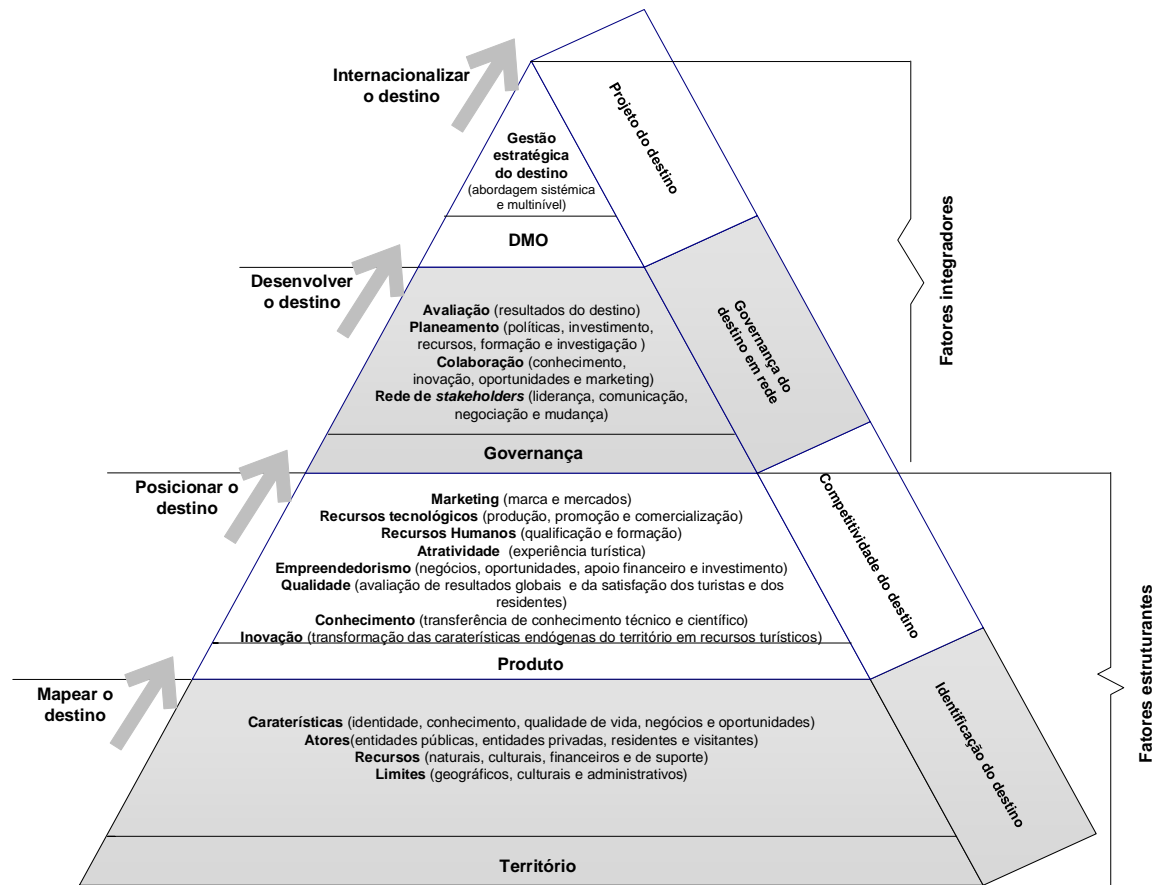 Internacionalizar
o destino
Gestão
estratégica
do destino
(abordagem sistémica
e multinível)
DMO
Projeto do destino
Desenvolver
o destino
Avaliação (resultados do destino)
Planeamento (políticas, investimento,
recursos, formação e investigação )
Colaboração (conhecimento,
inovação, oportunidades e marketing)
Rede de stakeholders (liderança, comunicação,
negociação e mudança)
Governança
Governança do
destino em rede
Fatores integradores
Posicionar o
destino
Marketing (marca e mercados)
Recursos tecnológicos (produção, promoção e comercialização)
Recursos Humanos (qualificação e formação)
Atratividade (experiência turística)
Empreendedorismo (negócios, oportunidades, apoio financeiro e investimento)
Qualidade (avaliação de resultados globais e da satisfação dos turistas e dos
residentes)
Conhecimento (transferência de conhecimento técnico e científico)
Inovação (transformação das caraterísticas endógenas do território em recursos turísticos)
Produto
Competitividade do destino
Mapear o
destino
Caraterísticas (identidade, conhecimento, qualidade de vida, negócios e oportunidades)
Atores(entidades públicas, entidades privadas, residentes e visitantes)
Recursos (naturais, culturais, financeiros e de suporte)
Limites (geográficos, culturais e administrativos)
Território
Identificação do destino
Fatores estruturantes